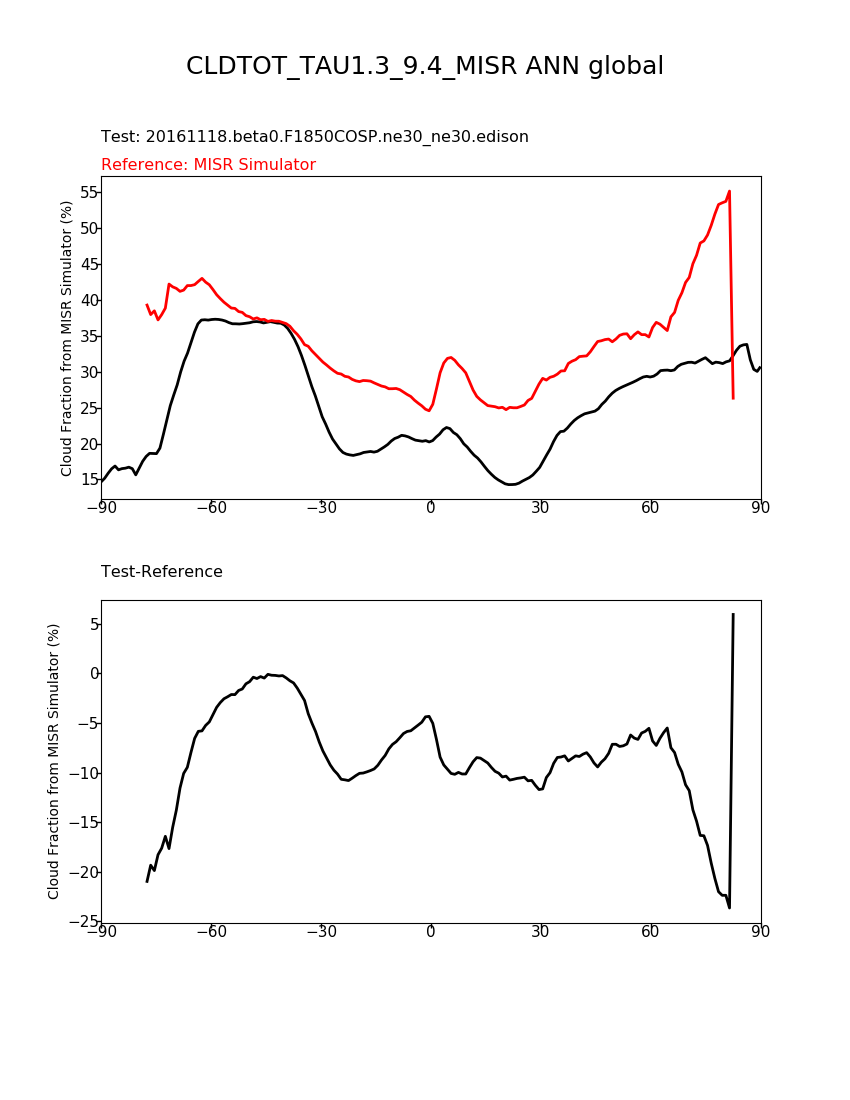 CLDTOT_TAU1.3_9.4_MISR ANN global
Test: 20161118.beta0.F1850COSP.ne30_ne30.edison
Reference: MISR Simulator
Cloud Fraction from MISR Simulator (%)
55
50
45
40
35
30
25
20
15
−90 −60 −30 0 30 60 90
Test-Reference
Cloud Fraction from MISR Simulator (%)
5
0
−5
−10
−15
−20
−25
−90 −60 −30 0 30 60 90